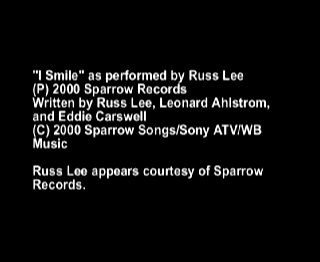 "I Smile" as performed by Russ Lee
(P) 2000 Sparrow Records
Written by Russ Lee, Leonard Ahlstrom,
and Eddie Carswell
(C) 2000 Sparrow Songs/Sony ATV/WB
Music
Russ Lee appears courtesy of Sparrow
Records.